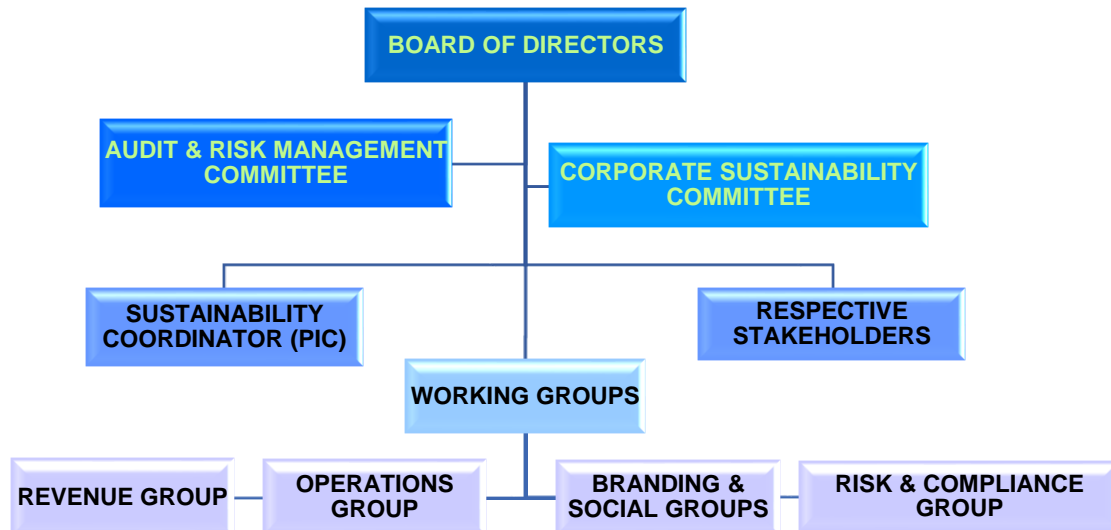 BOARD OF DIRECTORS
AUDIT & RISK MANAGEMENT
COMMITTEE
CORPORATE SUSTAINABILITY
COMMITTEE
SUSTAINABILITY
COORDINATOR (PIC)
RESPECTIVE
STAKEHOLDERS
WORKING GROUPS
REVENUE GROUP
OPERATIONS
GROUP
BRANDING &
SOCIAL GROUPS
RISK & COMPLIANCE
GROUP